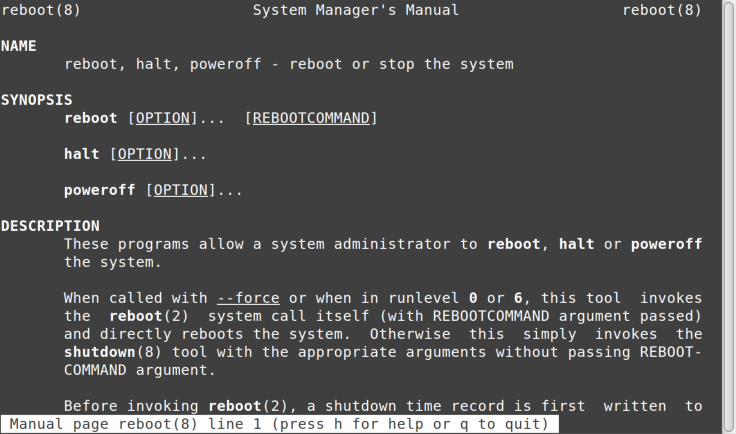 reboot(8) System Manager's Manual reboot(8)
NAME
reboot, halt, poweroff - reboot or stop the system
SYNOPSIS
reboot [OPTION]... [REBOOTCOMMAND]
halt [OPTION]...
poweroff [OPTION]...
DESCRIPTION
These programs allow a system administrator to reboot, halt or poweroff
the system.
When called with --force or when in runlevel 0 or 6, this tool invokes
the reboot(2) system call itself (with REBOOTCOMMAND argument passed)
and directly reboots the system. Otherwise this simply invokes the
shutdown(8) tool with the appropriate arguments without passing REBOOT-
COMMAND argument.
Before invoking reboot(2), a shutdown time record is first written to
Manual page reboot(8) line 1 (press h for help or q to quit)